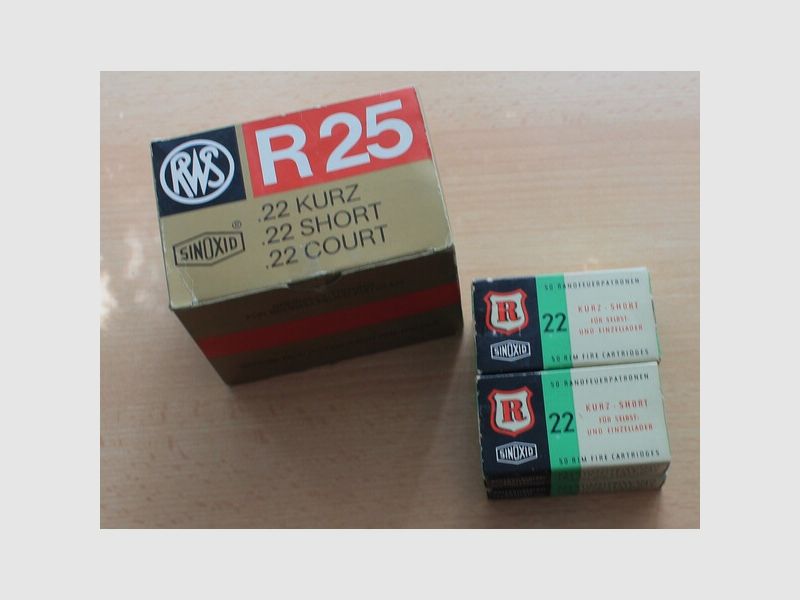 RWS
R 25
SINOXID ®
.22 KURZ
.22 SHORT
.22 COURT
50 RANDFEUERPATRONEN
R
22
KURZ - SHORT
FÜR SELBST-
UND EINZELLADER
SINOXID
50 RIM FIRE CARTRIDGES
50 RANDFEUERPATRONEN
R
22
KURZ - SHORT
FÜR SELBST-
UND EINZELLADER
SINOXID
50 RIM FIRE CARTRIDGES